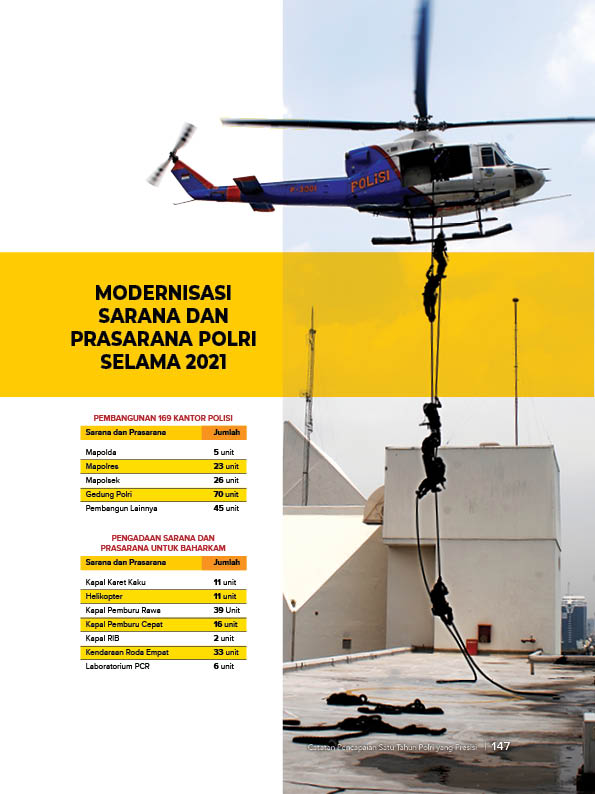 POLISI
P-3001
MODERNISASI
SARANA DAN
PRASARANA POLRI
SELAMA 2021
PEMBANGUNAN 169 KANTOR POLISI
Sarana dan Prasarana Jumlah
Mapolda 5 unit
Mapolres 23 unit
Mapolsek 26 unit
Gedung Polri 70 unit
Pembangun Lainnya 45 unit
PENGADAAN SARANA DAN
PRASARANA UNTUK BAHARKAM
Sarana dan Prasarana Jumlah
Kapal Karet Kaku 11 unit
Helikopter 11 unit
Kapal Pemburu Rawa 39 Unit
Kapal Pemburu Cepat 16 unit
Kapal RIB 2 unit
Kendaraan Roda Empat 33 unit
Laboratorium PCR 6 unit
Catatan Pencapaian Satu Tahun Polri yang Presisi | 147